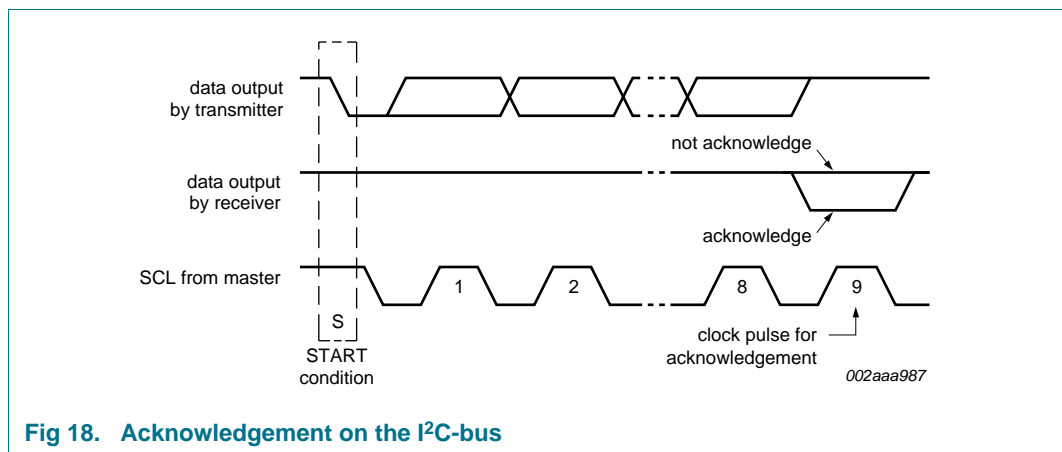 data output
by transmitter
not acknowledge
data output
by receiver
acknowledge
SCL from master
1
2
8
9
S
START
condition
clock pulse for
acknowledgement
002aaa987
Fig 18. Acknowledgement on the I²C-bus